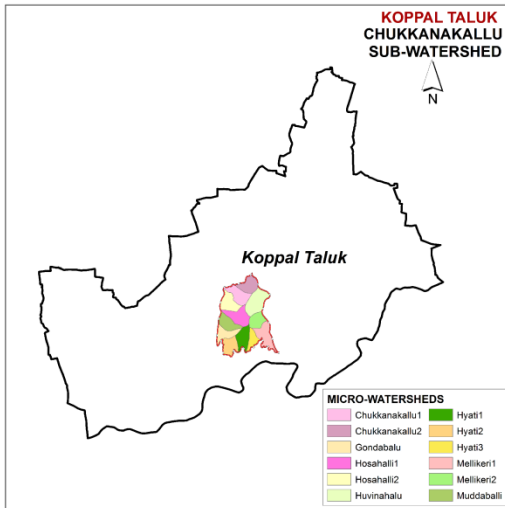 KOPPAL TALUK
CHUKKANAKALLU
SUB-WATERSHED
N
Koppal Taluk
MICRO-WATERSHEDS
Chukkanakallu1
Chukkanakallu2
Gondabalu
Hosahalli1
Hosahalli2
Huvinahalu
Hyati1
Hyati2
Hyati3
Mellikeri1
Mellikeri2
Muddaballi